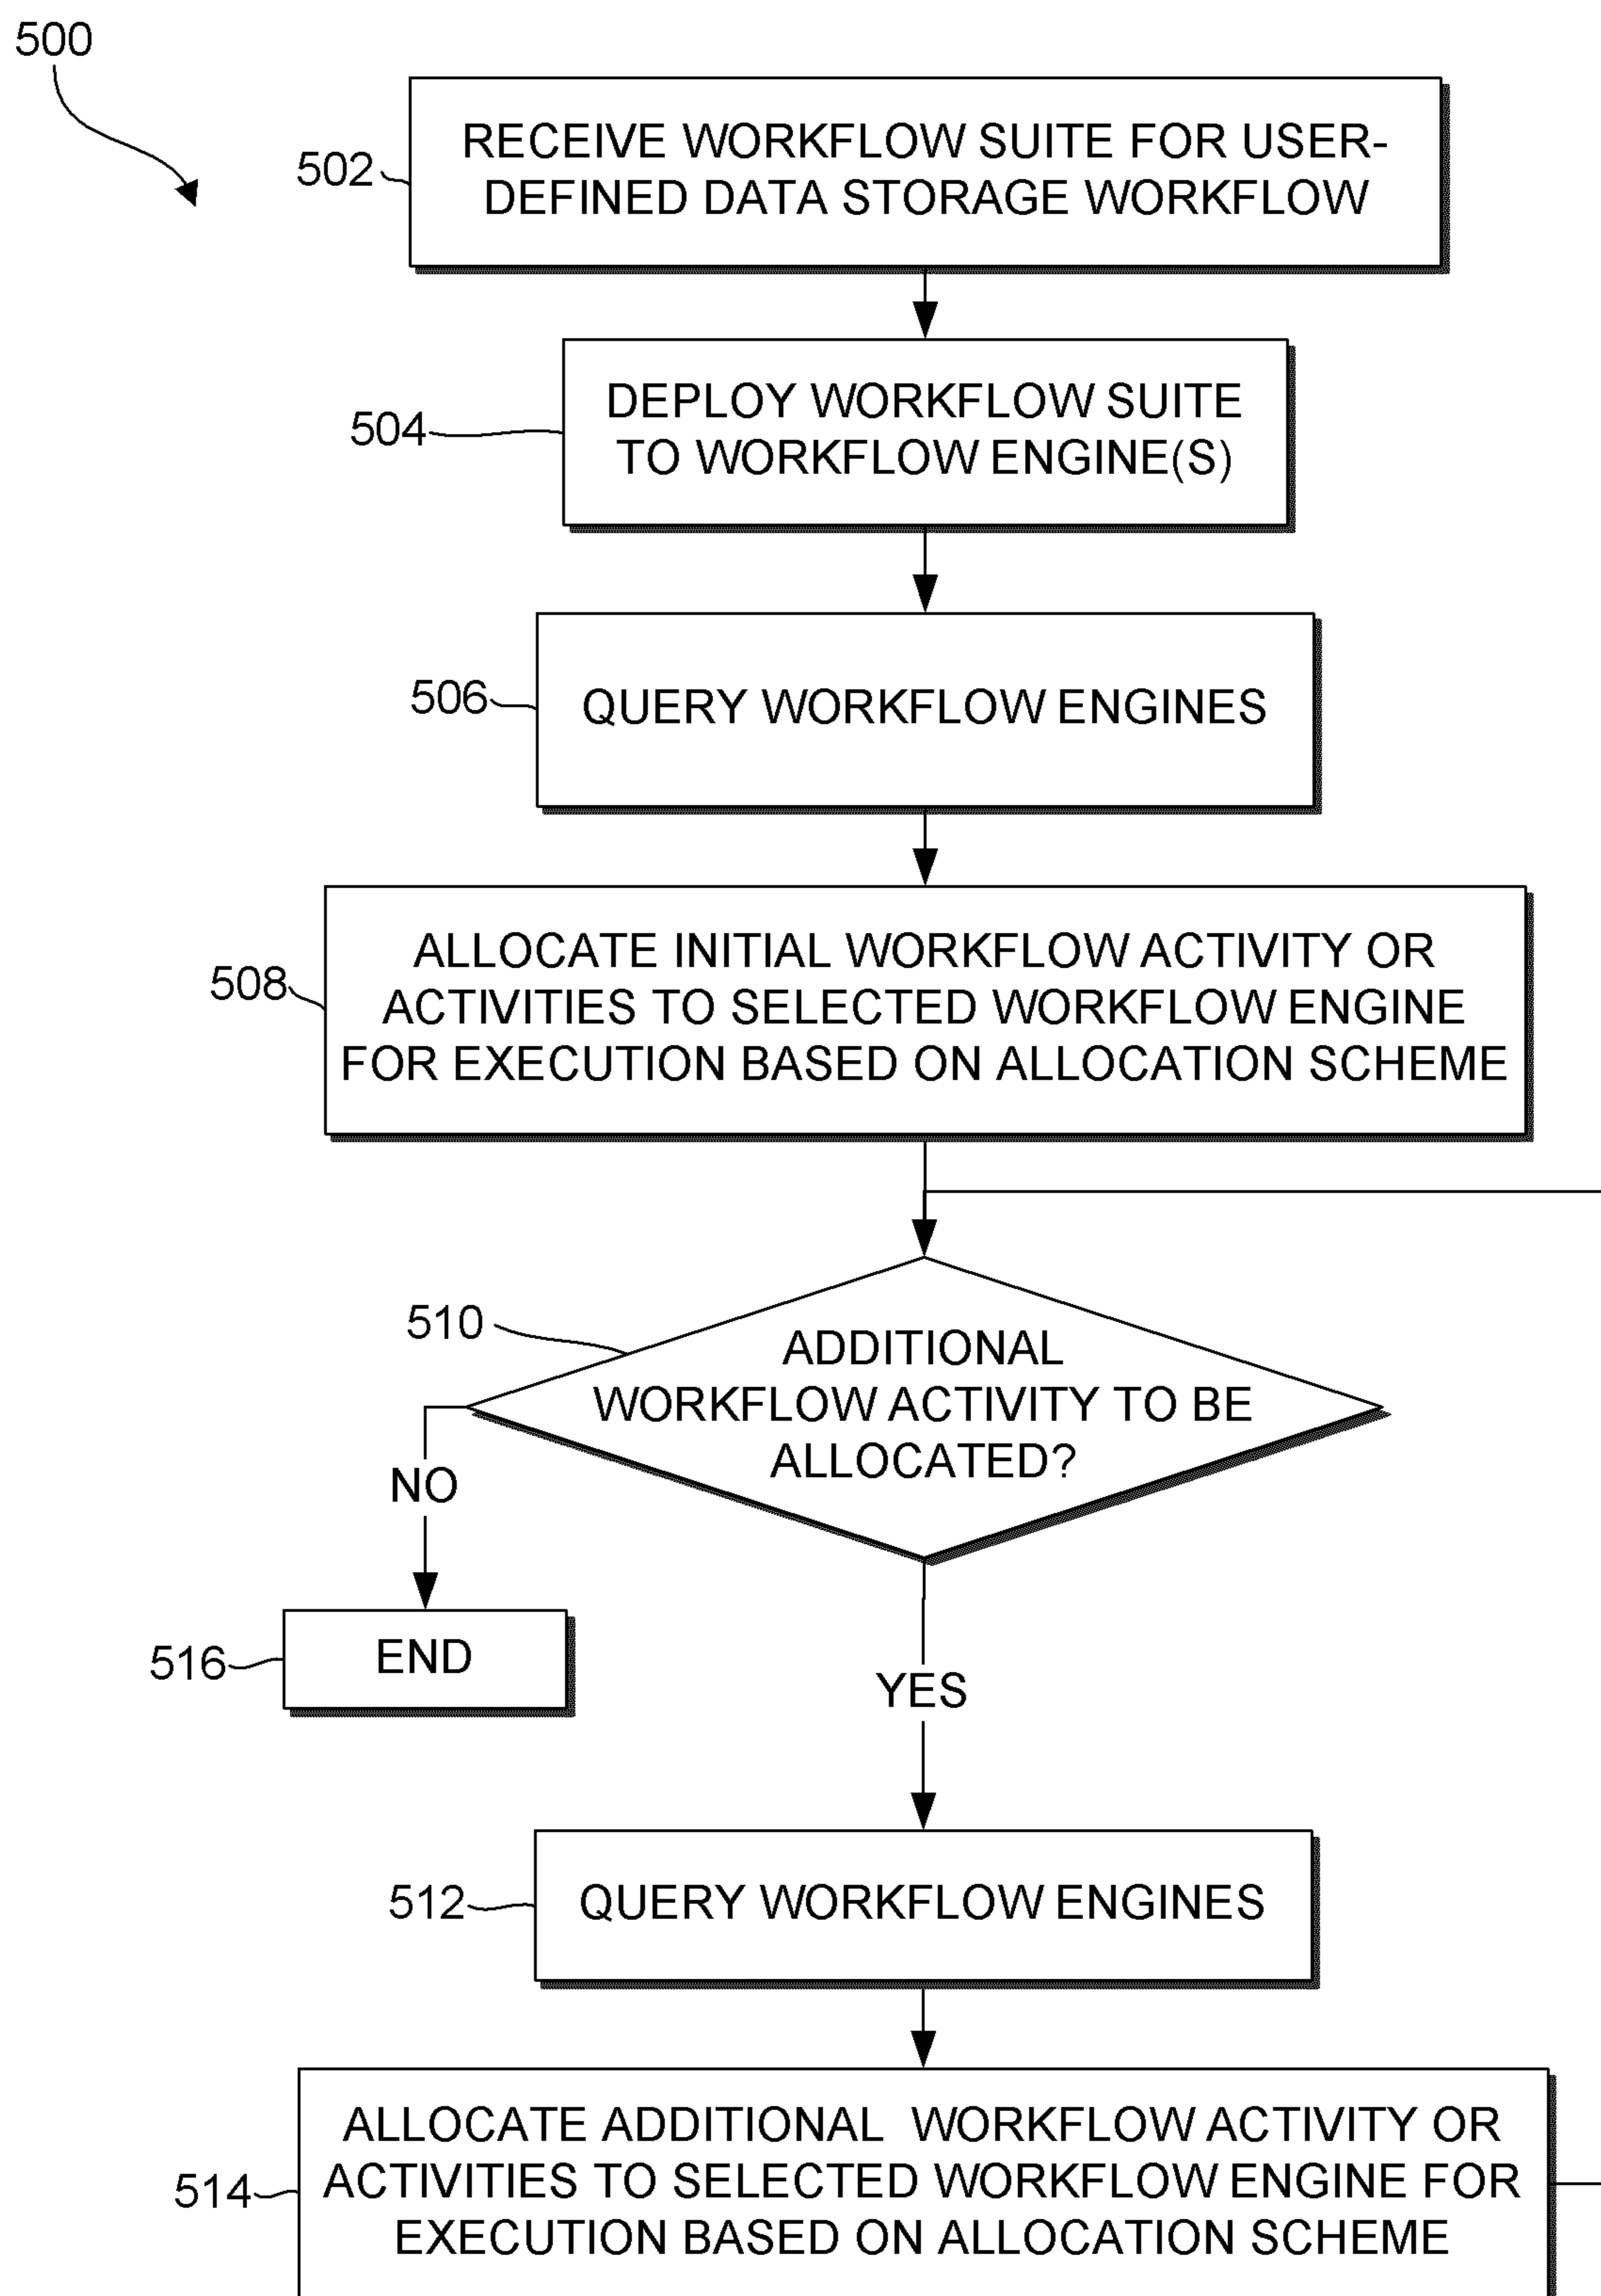 500
502
RECEIVE WORKFLOW SUITE FOR USER-
DEFINED DATA STORAGE WORKFLOW
504
DEPLOY WORKFLOW SUITE
TO WORKFLOW ENGINE(S)
506
QUERY WORKFLOW ENGINES
508
ALLOCATE INITIAL WORKFLOW ACTIVITY OR
ACTIVITIES TO SELECTED WORKFLOW ENGINE
FOR EXECUTION BASED ON ALLOCATION SCHEME
510
ADDITIONAL
WORKFLOW ACTIVITY TO BE
ALLOCATED?
NO
516
END
YES
512
QUERY WORKFLOW ENGINES
514
ALLOCATE ADDITIONAL WORKFLOW ACTIVITY OR
ACTIVITIES TO SELECTED WORKFLOW ENGINE FOR
EXECUTION BASED ON ALLOCATION SCHEME